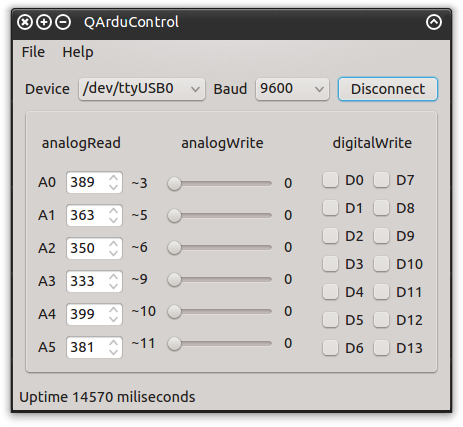 QArduControl
File Help
Device /dev/ttyUSB0 Baud 9600 Disconnect
analogRead analogWrite digitalWrite
A0 389 ~3 0 D0 D7
A1 363 ~5 0 D1 D8
A2 350 ~6 0 D2 D9
A3 333 ~9 0 D3 D10
A4 399 ~10 0 D4 D11
A5 381 ~11 0 D5 D12
D6 D13
Uptime 14570 miliseconds